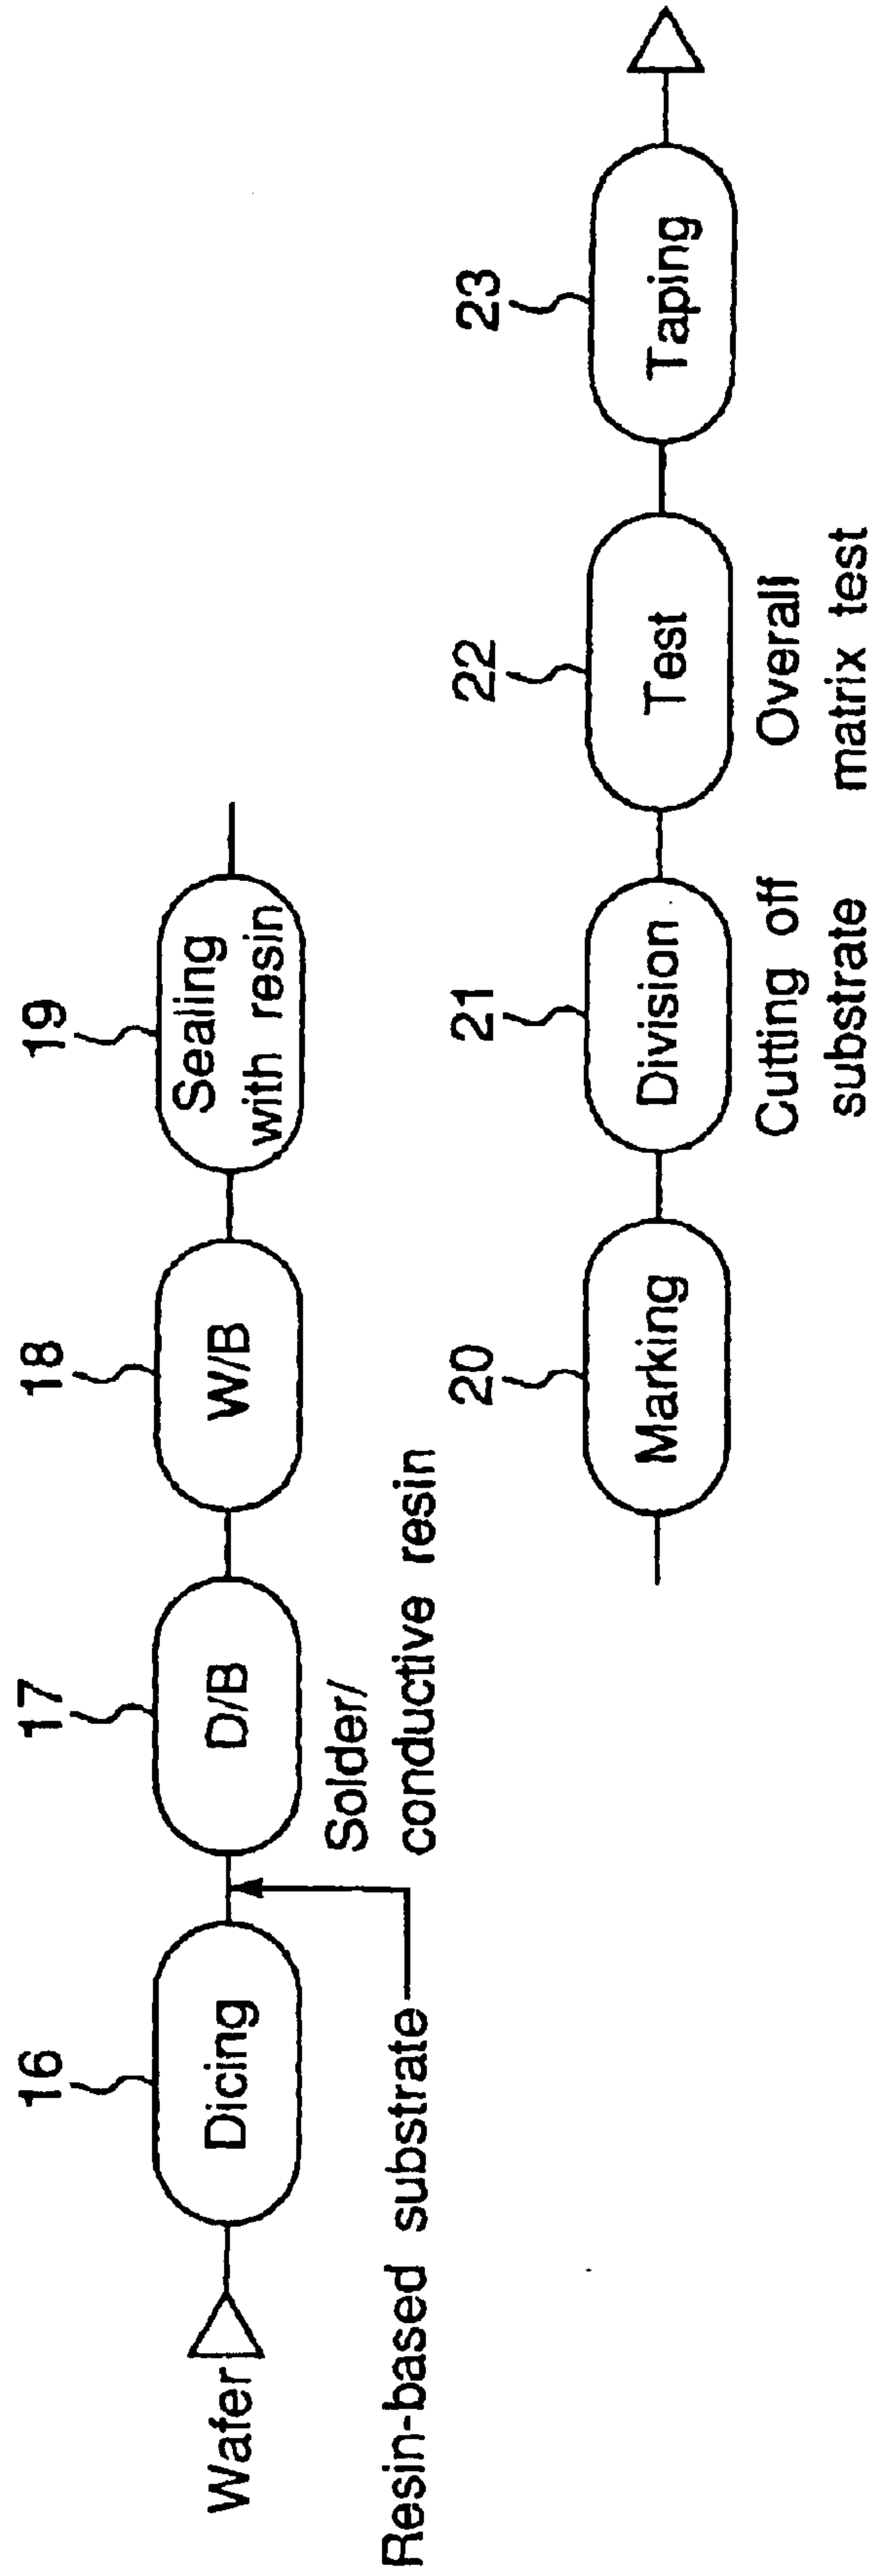 16
17
18
19
Wafer
Dicing
D/B
W/B
Sealing
with resin
Solder/
conductive resin
Resin-based substrate
20
21
22
23
Marking
Division
Test
Taping
Cutting off
substrate
Overall
matrix test